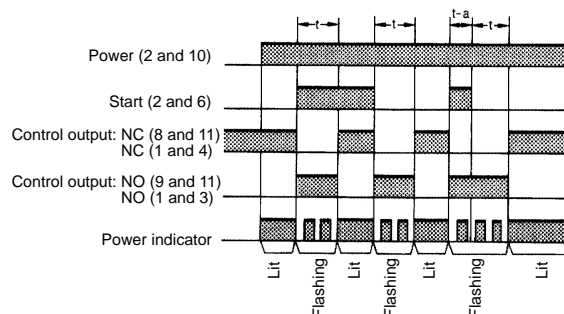 t t t-a t
Power (2 and 10)
Start (2 and 6)
Control output: NC (8 and 11)
NC (1 and 4)
Control output: NO (9 and 11)
NO (1 and 3)
Power indicator
Lit Flashing Lit Flashing Lit Flashing Lit